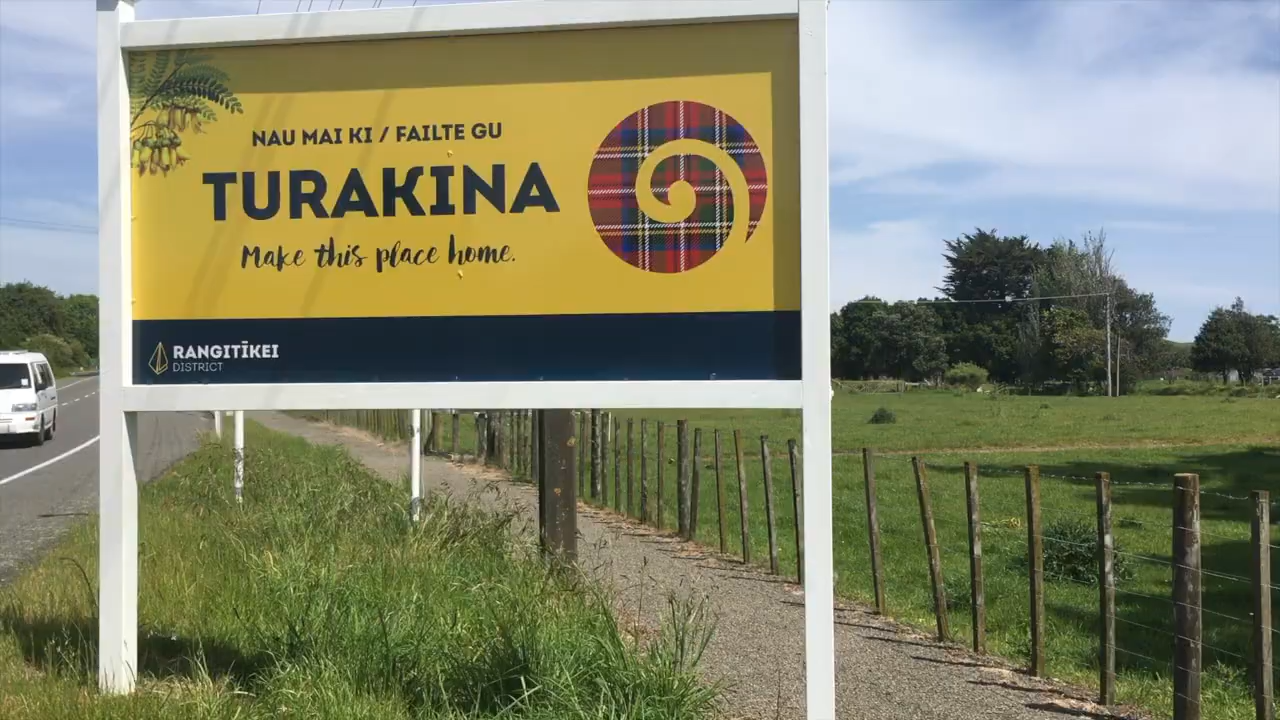 NAU MAI KI / FAILTE GU
TURAKINA
Make this place home.
RANGITĪKEI
DISTRICT